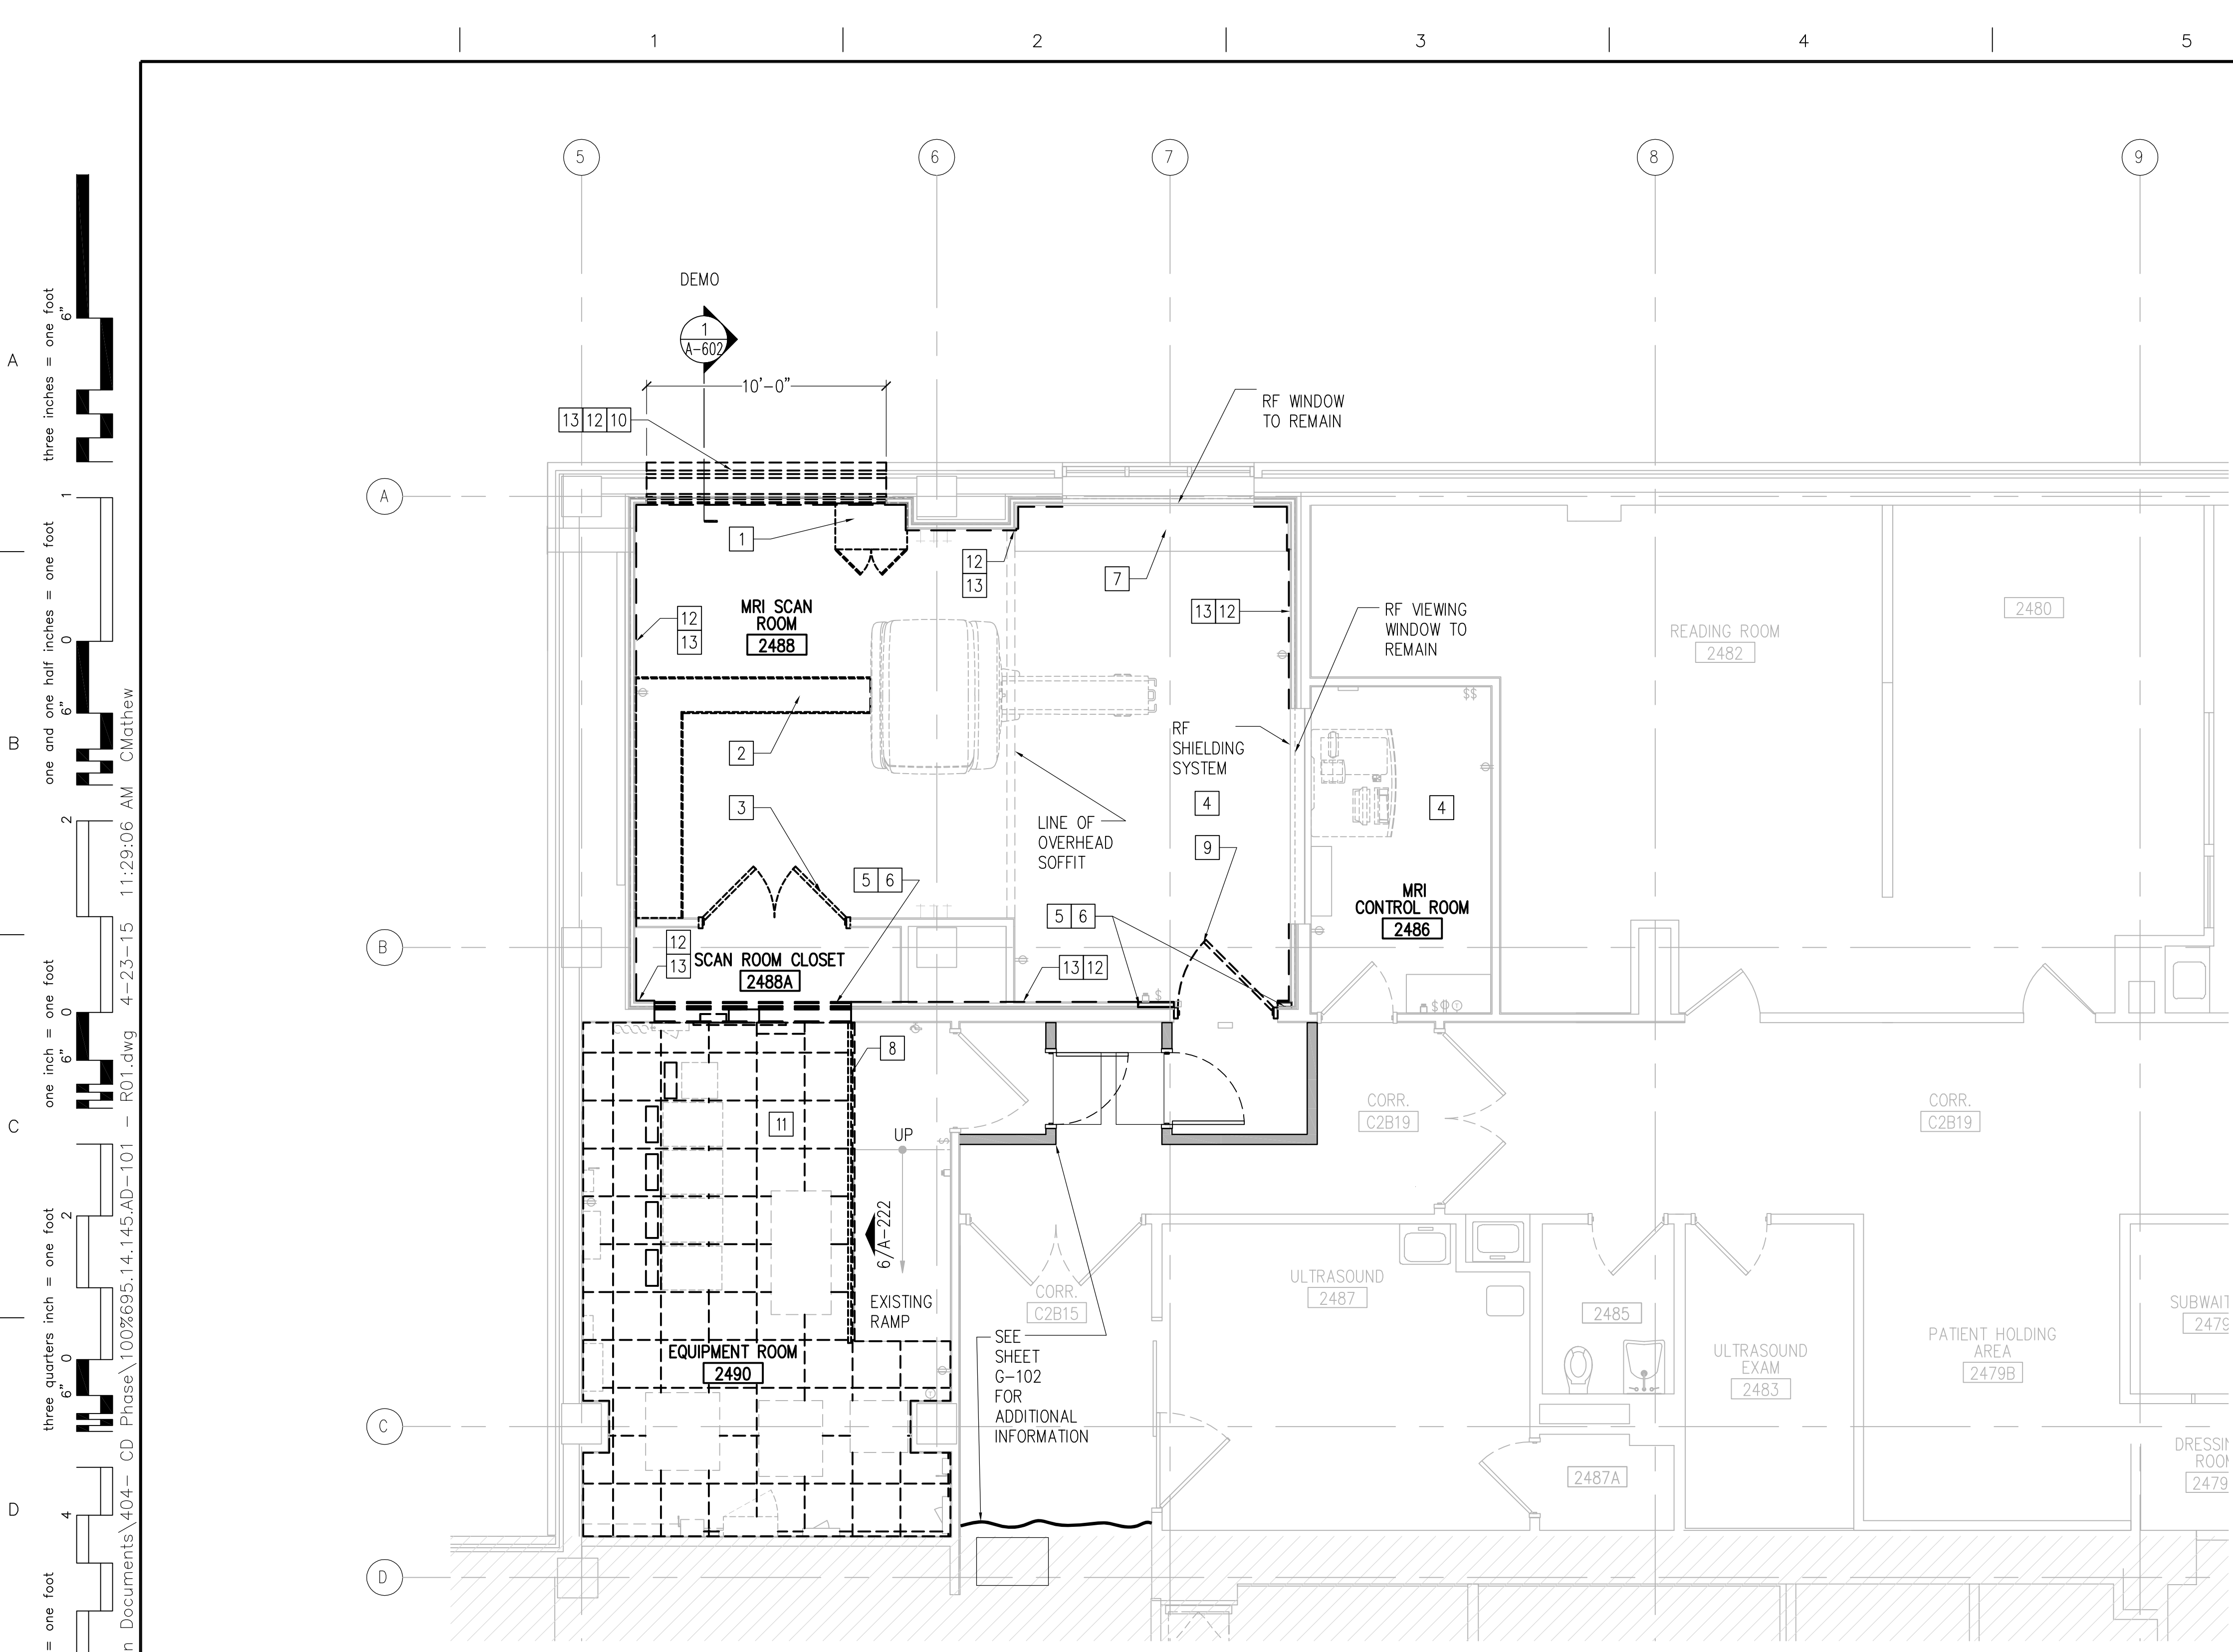 1
2
3
4
5
5
6
7
8
9
DEMO
1
A-602
10'-0"
13 12 10
RF WINDOW
TO REMAIN
A
1
12
13
7
12
13
MRI SCAN
ROOM
2488
13 12
RF VIEWING
WINDOW TO
REMAIN
READING ROOM
2482
2480
$$
2
RF
SHIELDING
SYSTEM
3
4
4
LINE OF
OVERHEAD
SOFFIT
9
5 6
5 6
MRI
CONTROL ROOM
2486
B
12
13
SCAN ROOM CLOSET
2488A
13 12
$
$
8
11
UP
$
6/A-222
EXISTING
RAMP
CORR.
C2B19
CORR.
C2B19
CORR.
C2B15
SEE
SHEET
G-102
FOR
ADDITIONAL
INFORMATION
EQUIPMENT ROOM
2490
ULTRASOUND
2487
2485
ULTRASOUND
EXAM
2483
PATIENT HOLDING
AREA
2479B
SUBWAIT
2479
2487A
DRESSIN
ROOM
2479
C
D
A
B
C
D
three inches = one foot
6"
one and one half inches = one foot
1
0
6"
one inch = one foot
2
0
6"
three quarters inch = one foot
2
0
6"
= one foot
4
n Documents\404- CD Phase\100%695.14.145.AD-101 - R01.dwg 4-23-15 11:29:06 AM CMathew